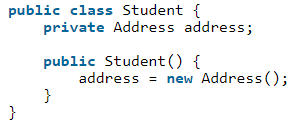 public class Student {
    private Address address;

    public Student() {
        address = new Address();
    }
}